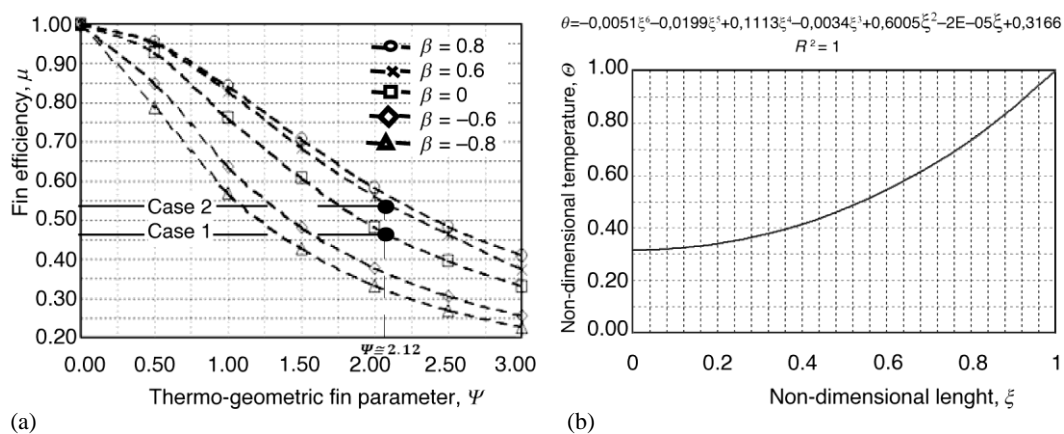 Fin efficiency, μ
1.00
0.90
0.80
0.70
0.60
0.50
0.40
0.30
0.20
β = 0.8
β = 0.6
β = 0
β = –0.6
β = –0.8
Case 2
Case 1
Ψ≅2.12
0.00 0.50 1.00 1.50 2.00 2.50 3.00
Thermo-geometric fin parameter, Ψ
(a)
θ=–0,0051ξ⁶–0,0199ξ⁵+0,1113ξ⁴–0,0034ξ³+0,6005ξ²–2E–05ξ+0,3166
R² = 1
Non-dimensional temperature, Θ
1.00
0.80
0.60
0.40
0.20
0.00
0 0.2 0.4 0.6 0.8 1
Non-dimensional lenght, ξ
(b)